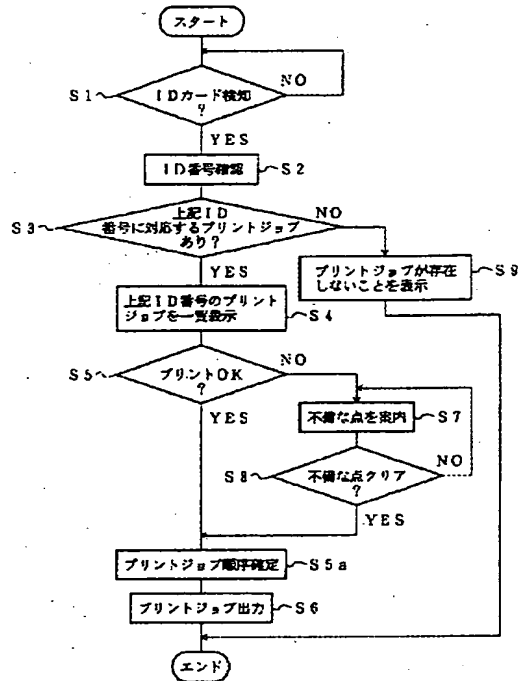 スタート
NO
S1
IDカード検知
?
YES
ID番号確認
S2
S3
上記ID
番号に対応するプリントジョブ
あり?
NO
YES
プリントジョブが存在
しないことを表示
S9
上記ID番号のプリント
ジョブを一覧表示
S4
S5
プリントOK
?
NO
YES
不備な点を案内
S7
S8
不備な点クリア
?
NO
YES
プリントジョブ順序確定
S5a
プリントジョブ出力
S6
エンド